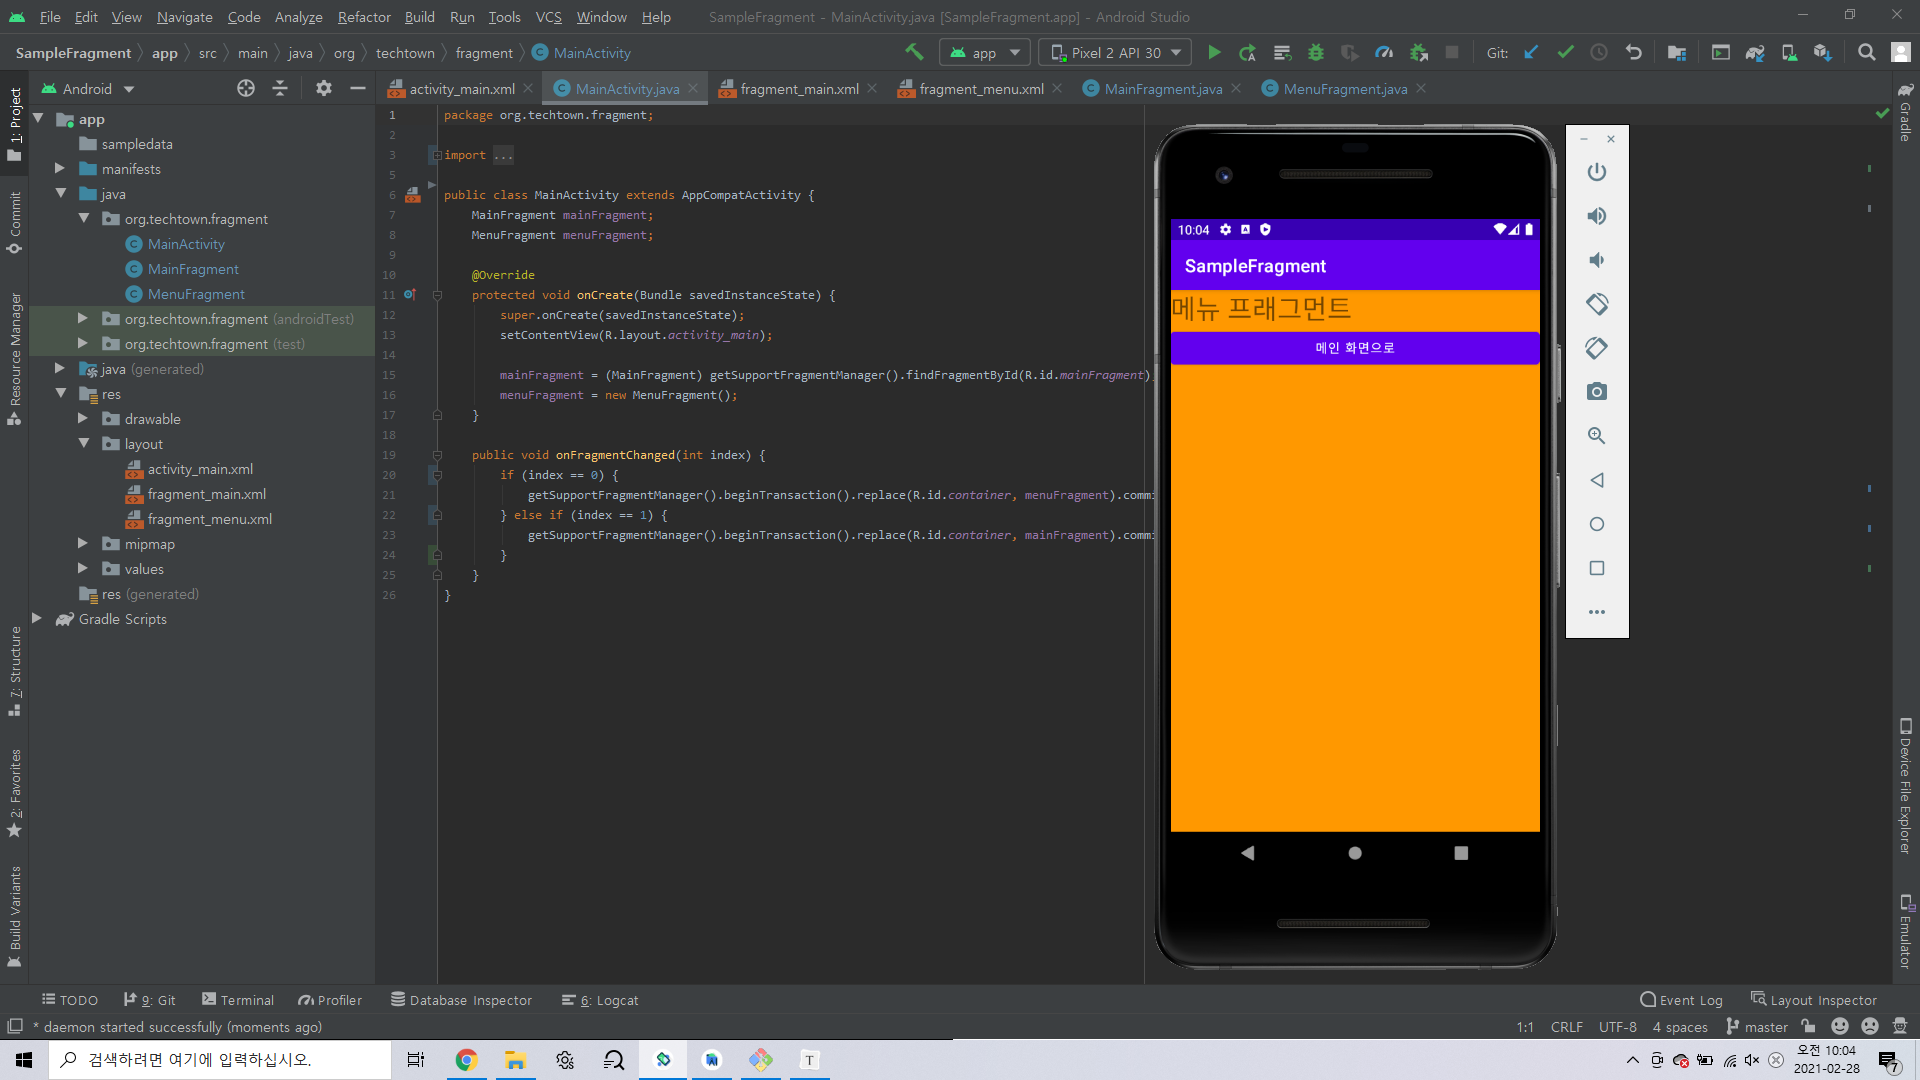 File Edit View Navigate Code Analyze Refactor Build Run Tools VCS Window Help SampleFragment - MainActivity.java [SampleFragment.app] - Android Studio
SampleFragment app src main java org techtown fragment MainActivity app Pixel 2 API 30 Git:
Android
activity_main.xml MainActivity.java fragment_main.xml fragment_menu.xml MainFragment.java MenuFragment.java
1: Project
Commit
Resource Manager
7: Structure
2: Favorites
Build Variants
app
sampledata
manifests
java
org.techtown.fragment
MainActivity
MainFragment
MenuFragment
org.techtown.fragment (androidTest)
org.techtown.fragment (test)
java (generated)
res
drawable
layout
activity_main.xml
fragment_main.xml
fragment_menu.xml
mipmap
values
res (generated)
Gradle Scripts
1 package org.techtown.fragment;
2
3 import ...
5
6 public class MainActivity extends AppCompatActivity {
7 MainFragment mainFragment;
8 MenuFragment menuFragment;
9
10 @Override
11 protected void onCreate(Bundle savedInstanceState) {
12 super.onCreate(savedInstanceState);
13 setContentView(R.layout.activity_main);
14
15 mainFragment = (MainFragment) getSupportFragmentManager().findFragmentById(R.id.mainFragment)
16 menuFragment = new MenuFragment();
17 }
18
19 public void onFragmentChanged(int index) {
20 if (index == 0) {
21 getSupportFragmentManager().beginTransaction().replace(R.id.container, menuFragment).commi
22 } else if (index == 1) {
23 getSupportFragmentManager().beginTransaction().replace(R.id.container, mainFragment).commi
24 }
25 }
26 }
10:04
SampleFragment
메뉴 프래그먼트
메인 화면으로
Gradle
Device File Explorer
Emulator
TODO 9: Git Terminal Profiler Database Inspector 6: Logcat Event Log Layout Inspector
* daemon started successfully (moments ago) 1:1 CRLF UTF-8 4 spaces master
검색하려면 여기에 입력하십시오. T 오전 10:04
2021-02-28 7